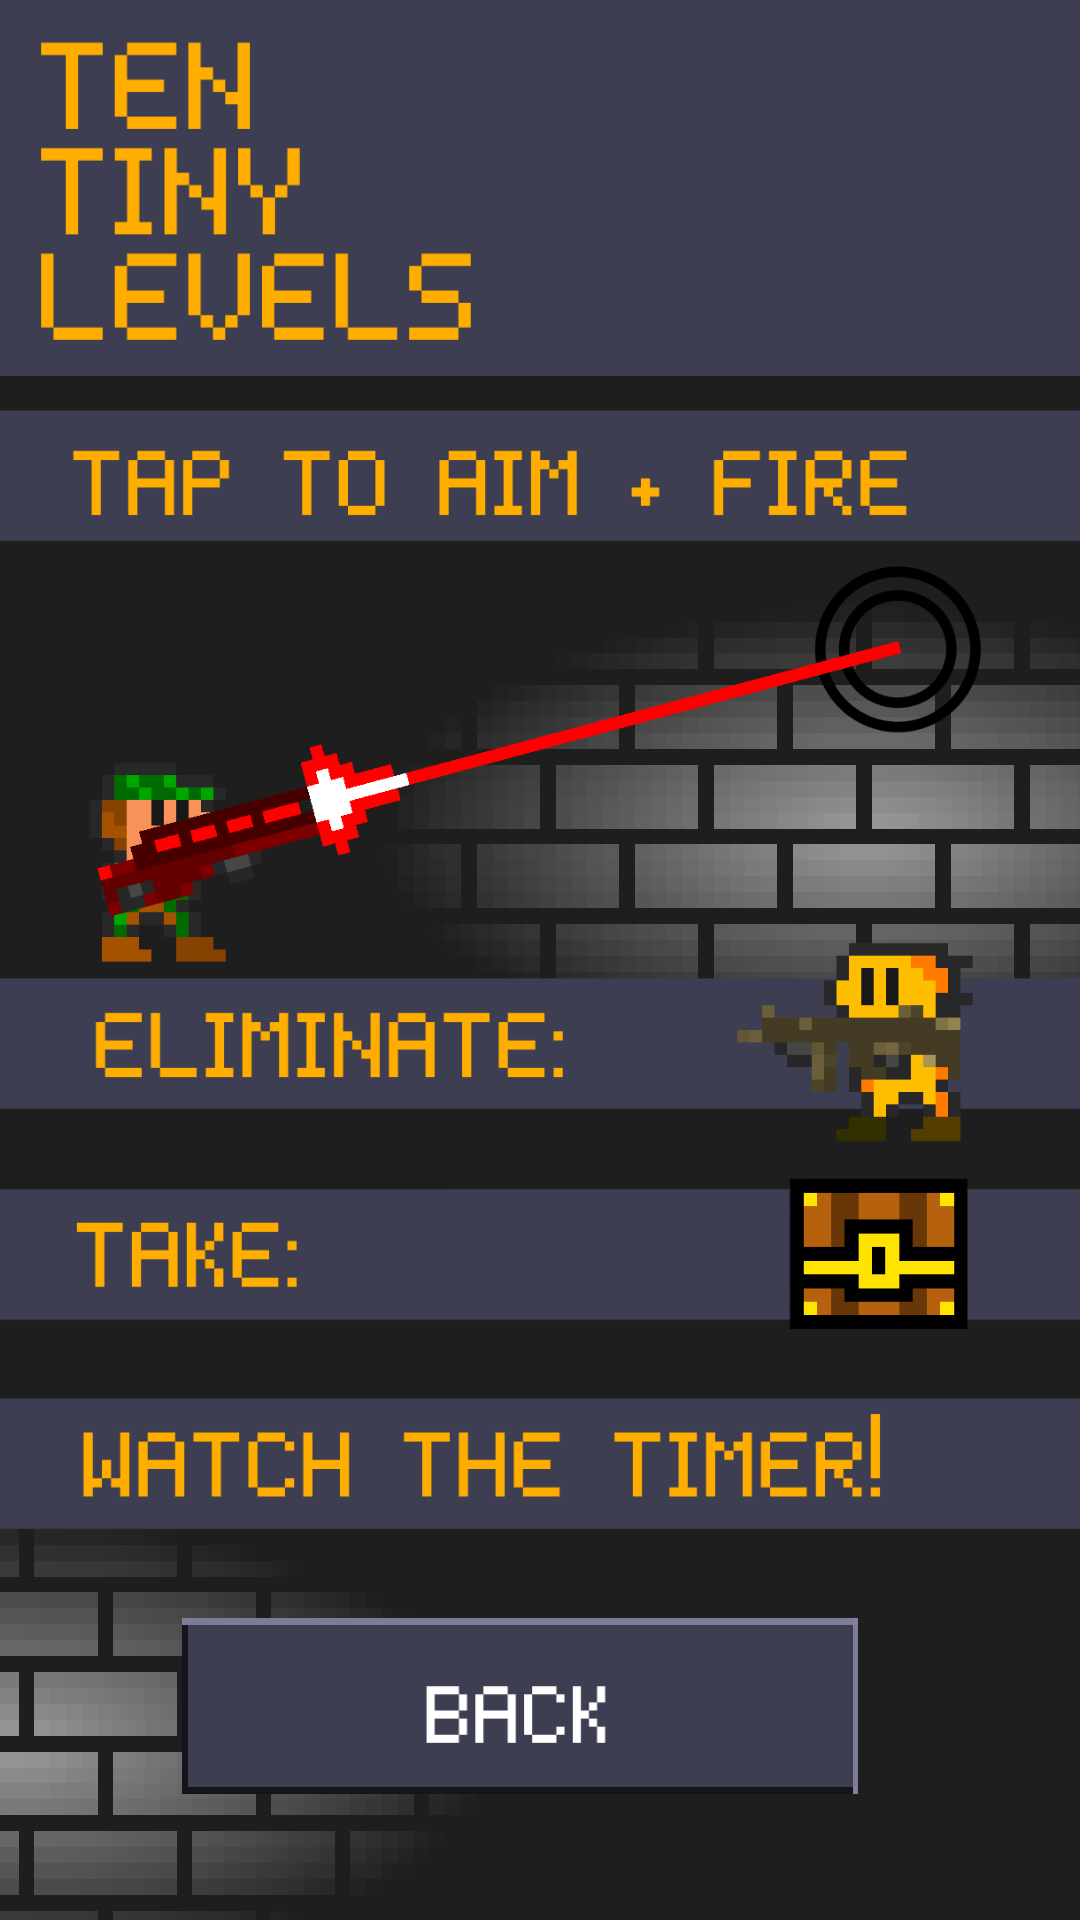 TEN
TINY
LEVELS
TAP TO AIM + FIRE
ELIMINATE:
TAKE:
WATCH THE TIMER!
BACK